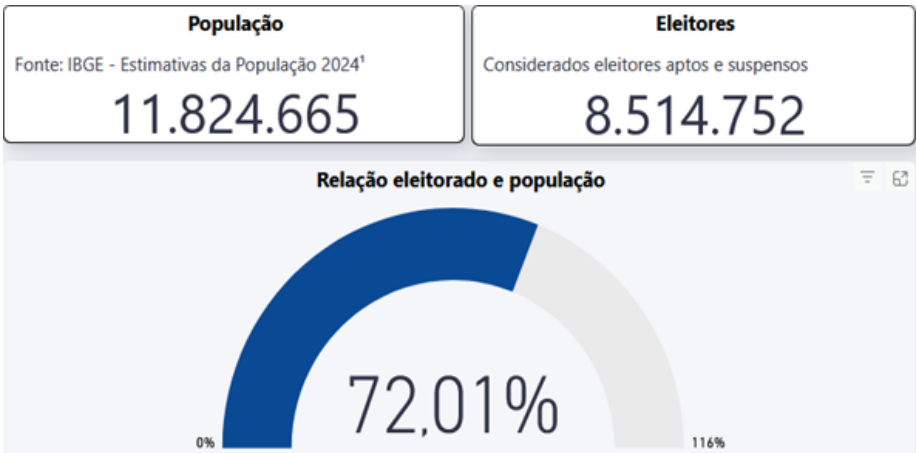 População
Fonte: IBGE - Estimativas da População 2024¹
11.824.665
Eleitores
Considerados eleitores aptos e suspensos
8.514.752
Relação eleitorado e população
72,01%
0%
116%